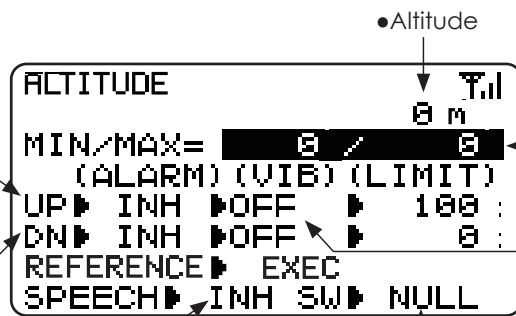 ●Altitude
ALTITUDE
0 m
MIN/MAX= 0 / 0
(ALARM) (VIB) (LIMIT)
UP▶ INH ▶OFF ▶ 100 :
DN▶ INH ▶OFF ▶ 0 :
REFERENCE▶ EXEC
SPEECH▶ INH SW▶ NULL